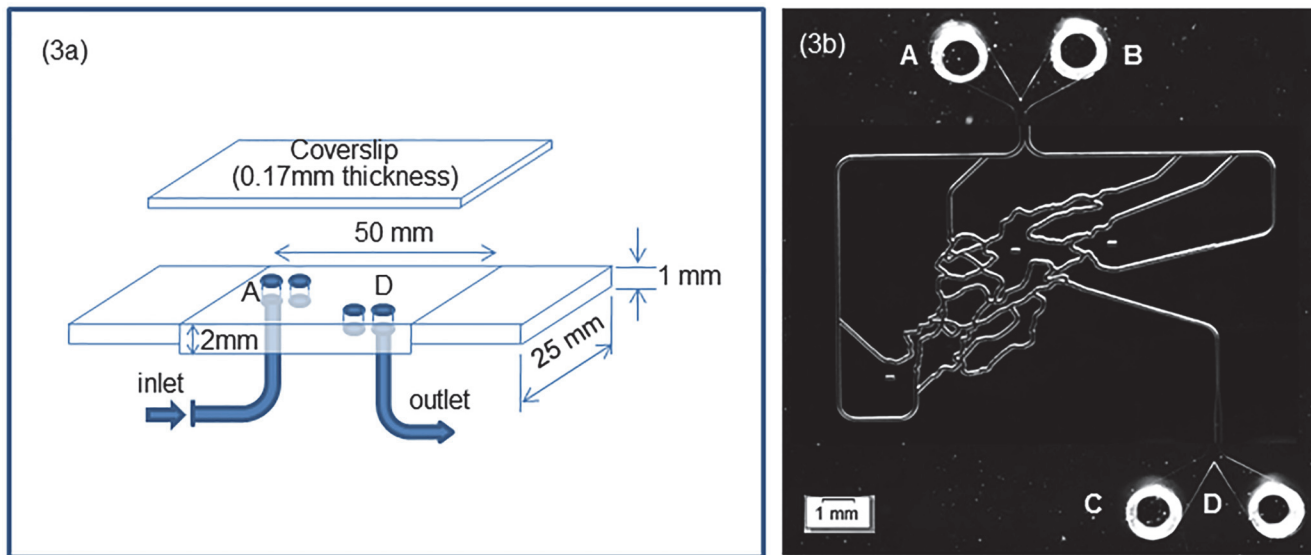 (3a)
Coverslip
(0.17mm thickness)
50 mm
A
D
1 mm
2mm
25 mm
inlet
outlet
(3b)
A
B
C
D
1 mm